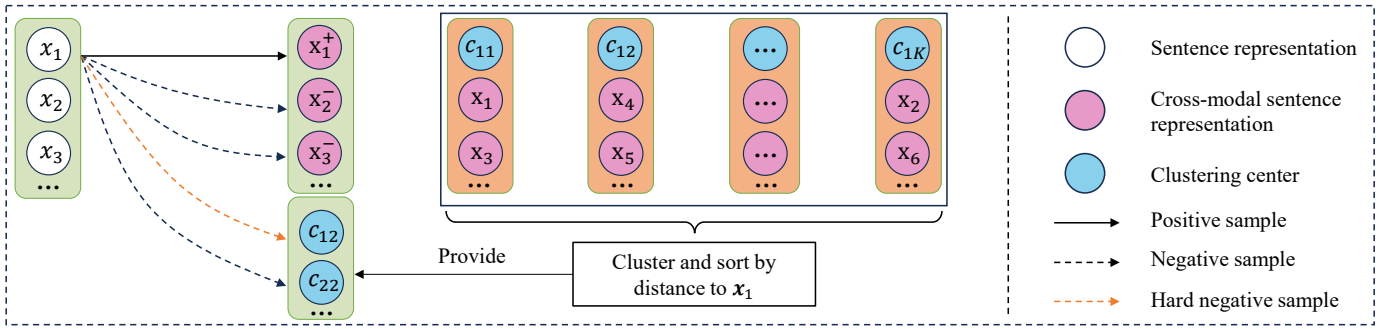 x₁
x₂
x₃
...
x₁⁺
x₂⁻
x₃⁻
...
c₁₂
c₂₂
...
c₁₁
x₁
x₃
...
c₁₂
x₄
x₅
...
...
...
...
...
c₁K
x₂
x₆
...
Provide
Cluster and sort by
distance to x₁
Sentence representation
Cross-modal sentence
representation
Clustering center
Positive sample
Negative sample
Hard negative sample